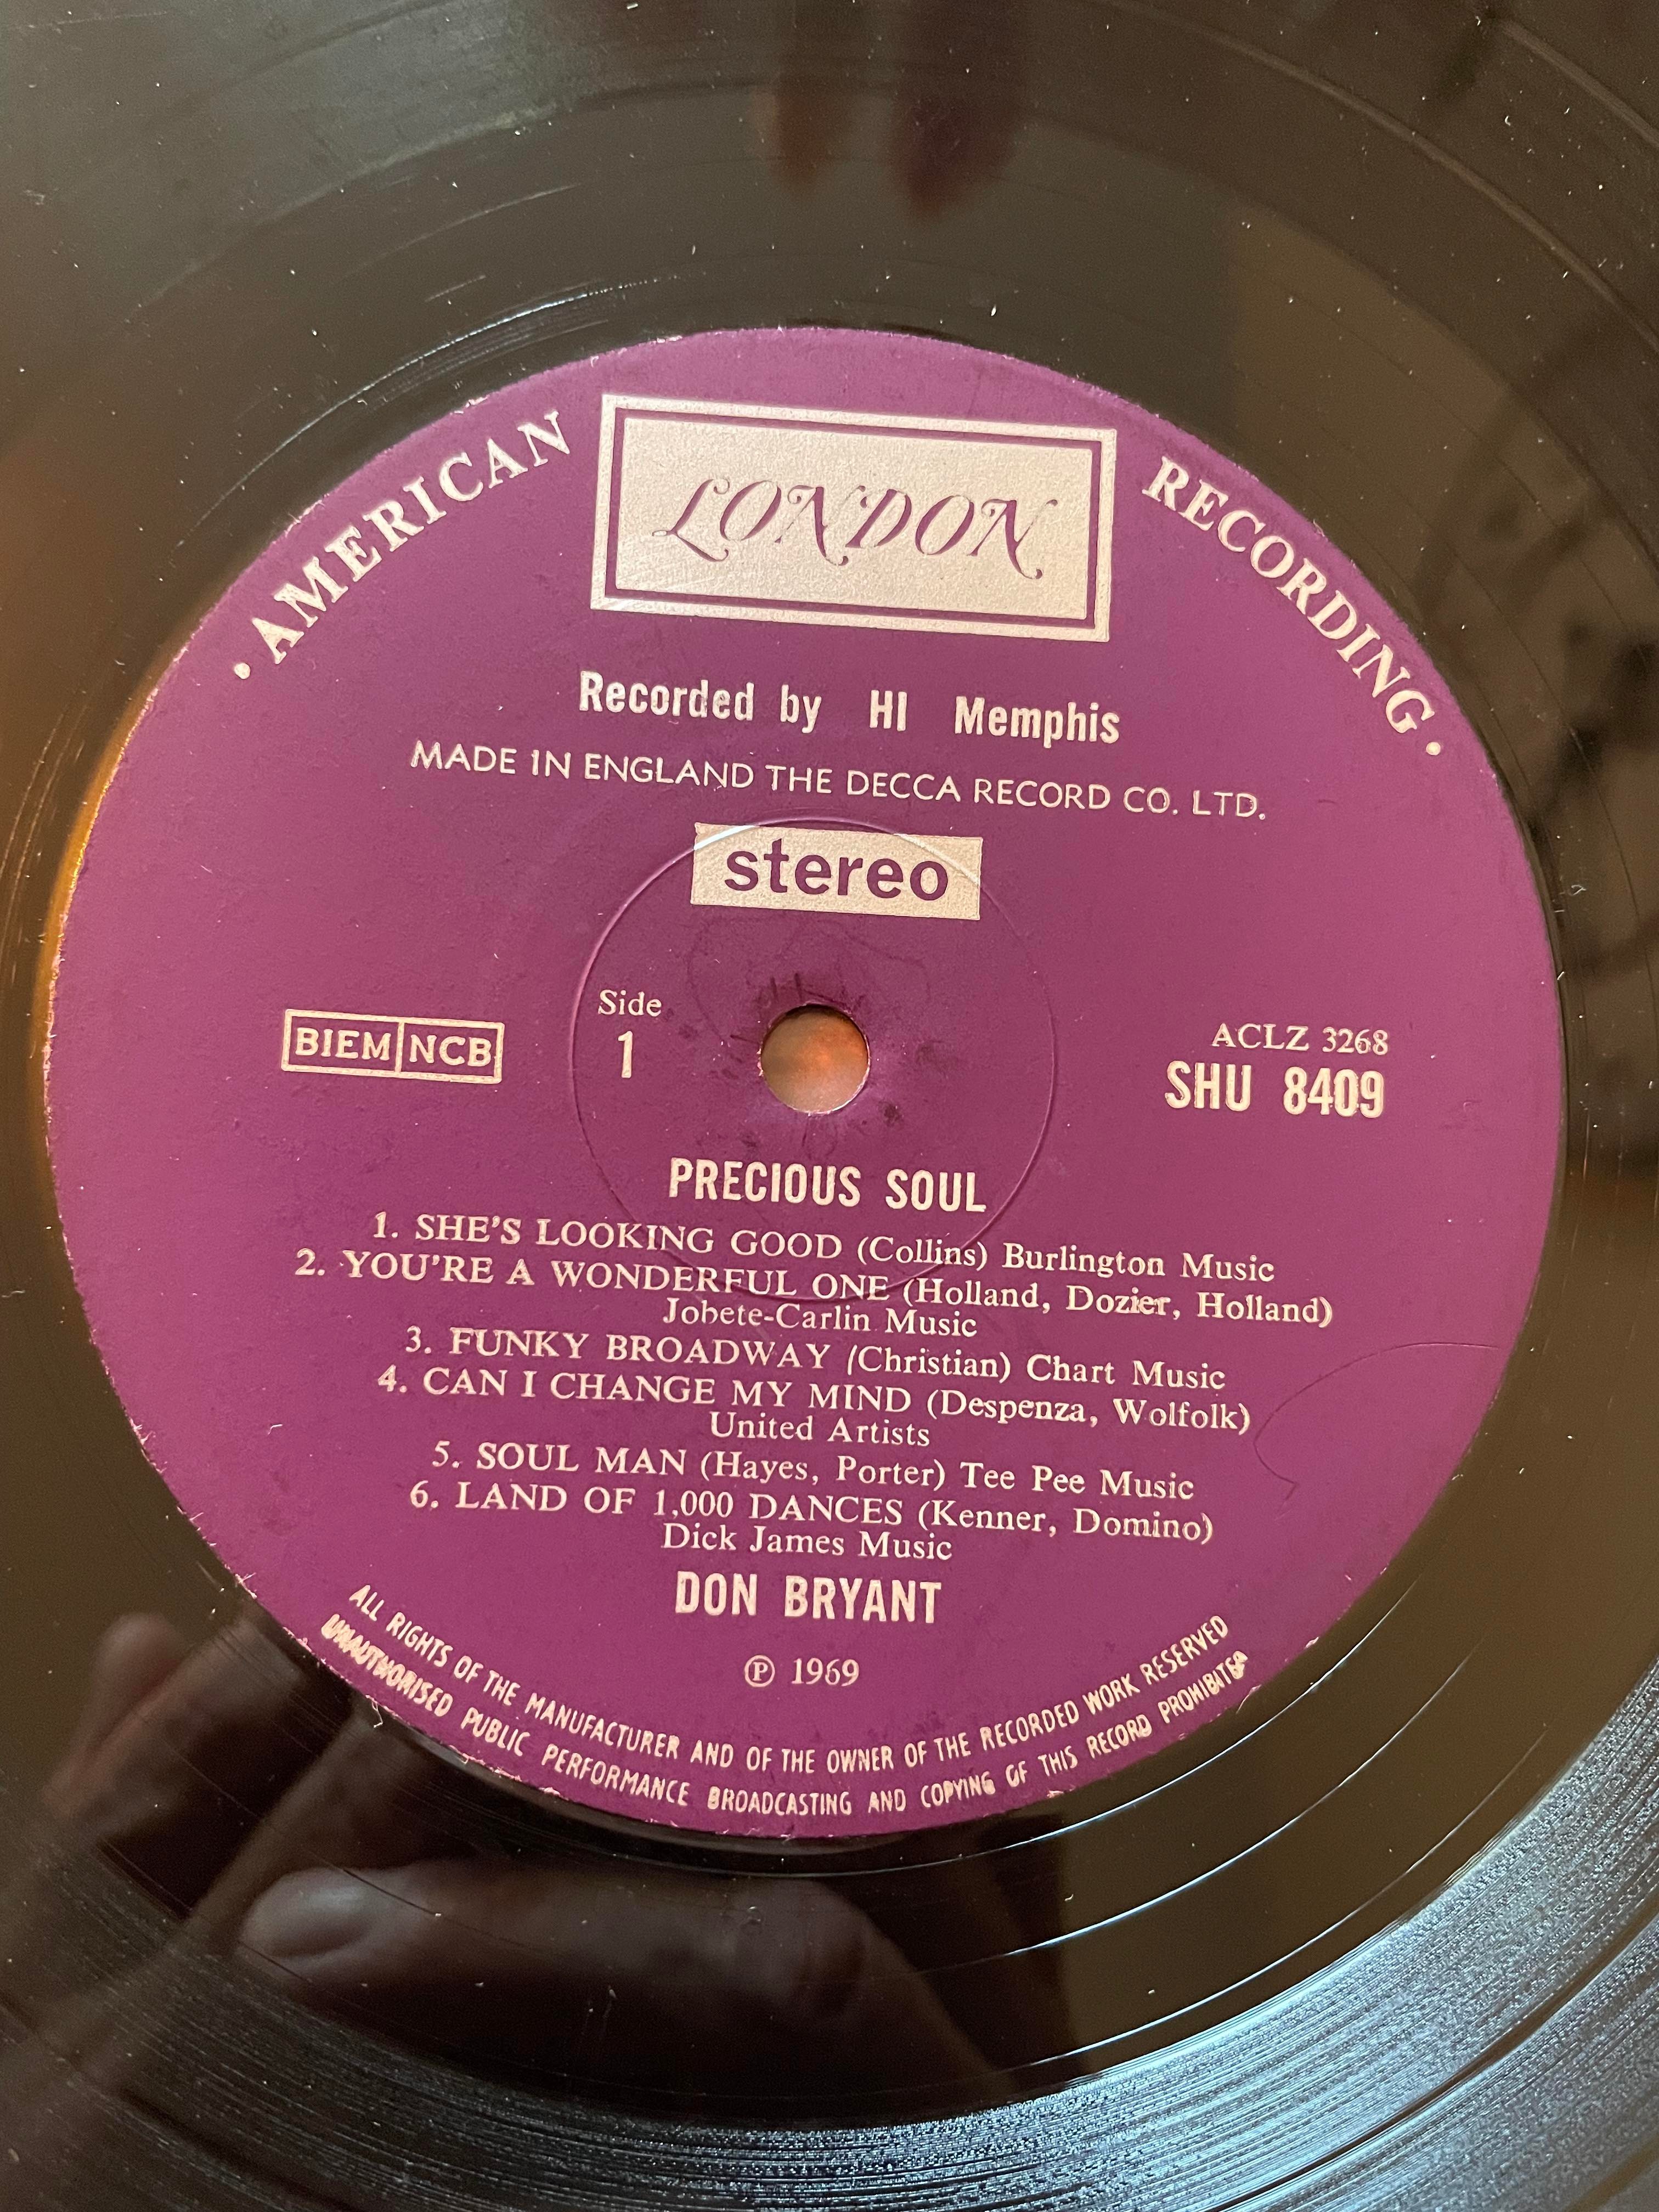 • AMERICAN RECORDING •
LONDON
Recorded by HI Memphis
MADE IN ENGLAND THE DECCA RECORD CO. LTD.
stereo
Side
1
BIEM NCB
ACLZ 3268
SHU 8409
PRECIOUS SOUL
1. SHE'S LOOKING GOOD (Collins) Burlington Music
2. YOU'RE A WONDERFUL ONE (Holland, Dozier, Holland)
Jobete-Carlin Music
3. FUNKY BROADWAY (Christian) Chart Music
4. CAN I CHANGE MY MIND (Despenza, Wolfolk)
United Artists
5. SOUL MAN (Hayes, Porter) Tee Pee Music
6. LAND OF 1,000 DANCES (Kenner, Domino)
Dick James Music
DON BRYANT
℗ 1969
ALL RIGHTS OF THE MANUFACTURER AND OF THE OWNER OF THE RECORDED WORK RESERVED
UNAUTHORISED PUBLIC PERFORMANCE BROADCASTING AND COPYING OF THIS RECORD PROHIBITED